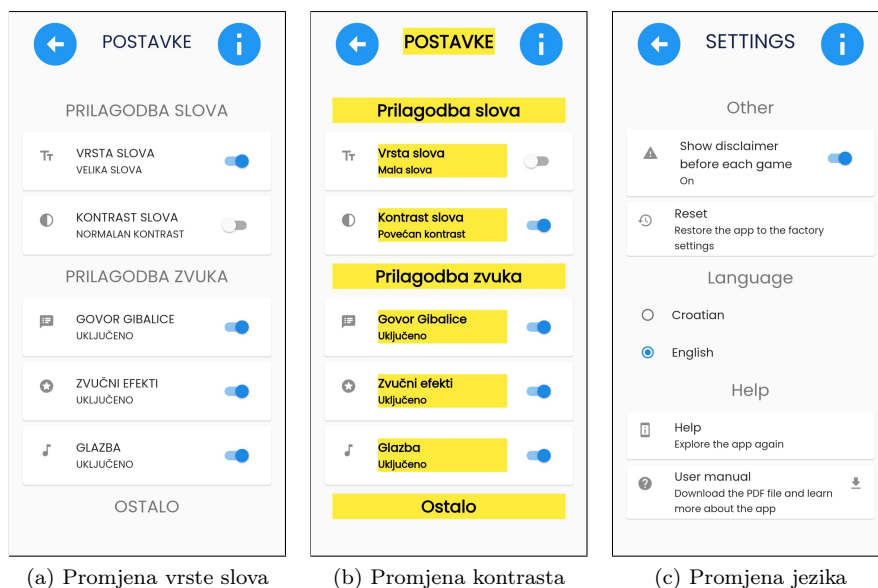 POSTAVKE
PRILAGODBA SLOVA
VRSTA SLOVA
VELIKA SLOVA
KONTRAST SLOVA
NORMALAN KONTRAST
PRILAGODBA ZVUKA
GOVOR GIBALICE
UKLJUČENO
ZVUČNI EFEKTI
UKLJUČENO
GLAZBA
UKLJUČENO
OSTALO
(a) Promjena vrste slova
POSTAVKE
Prilagodba slova
Vrsta slova
Mala slova
Kontrast slova
Povećan kontrast
Prilagodba zvuka
Govor Gibalice
Uključeno
Zvučni efekti
Uključeno
Glazba
Uključeno
Ostalo
(b) Promjena kontrasta
SETTINGS
Other
Show disclaimer
before each game
On
Reset
Restore the app to the factory
settings
Language
Croatian
English
Help
Help
Explore the app again
User manual
Download the PDF file and learn
more about the app
(c) Promjena jezika